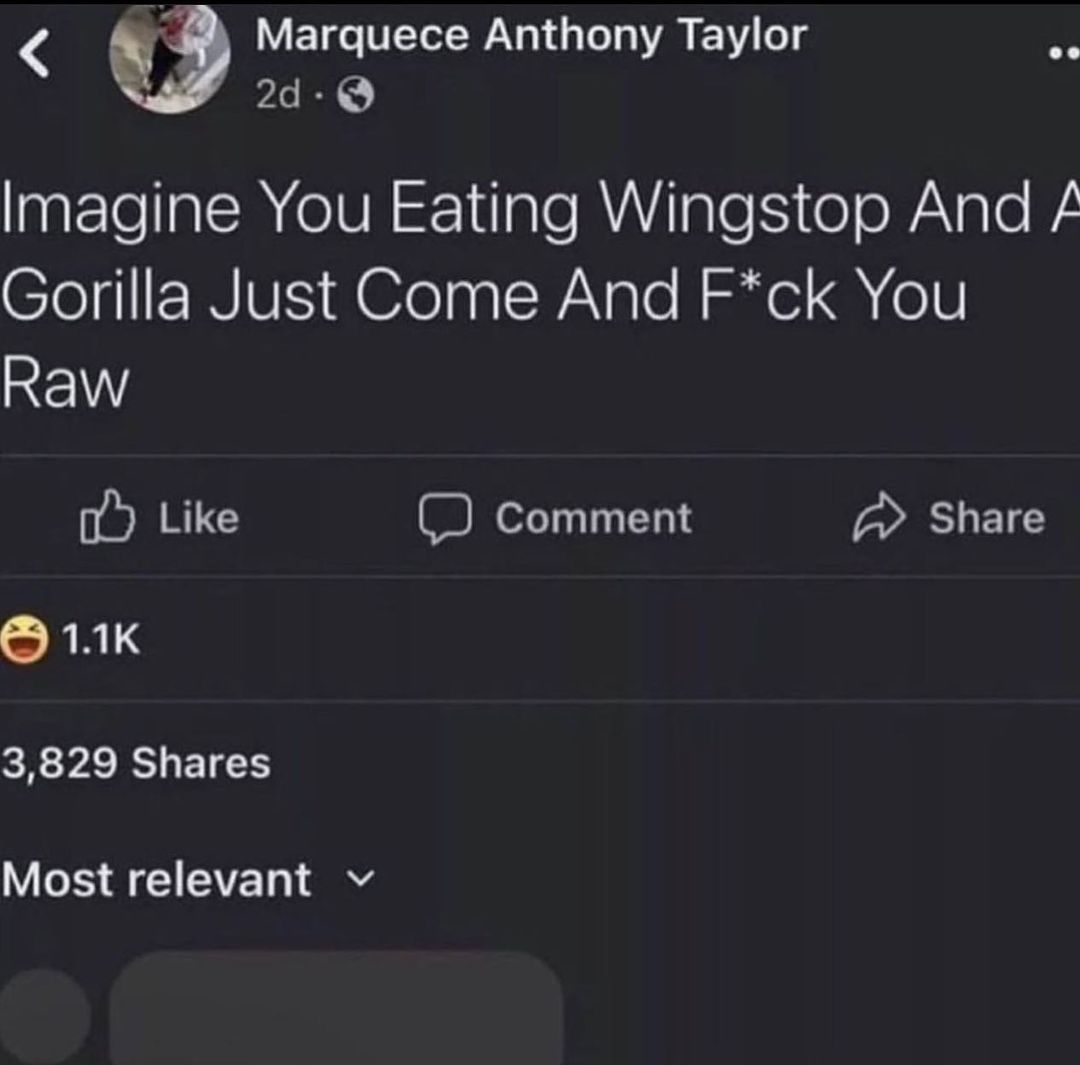 Marquece Anthony Taylor
2d ·
Imagine You Eating Wingstop And A
Gorilla Just Come And F*ck You
Raw
Like Comment Share
1.1K
3,829 Shares
Most relevant